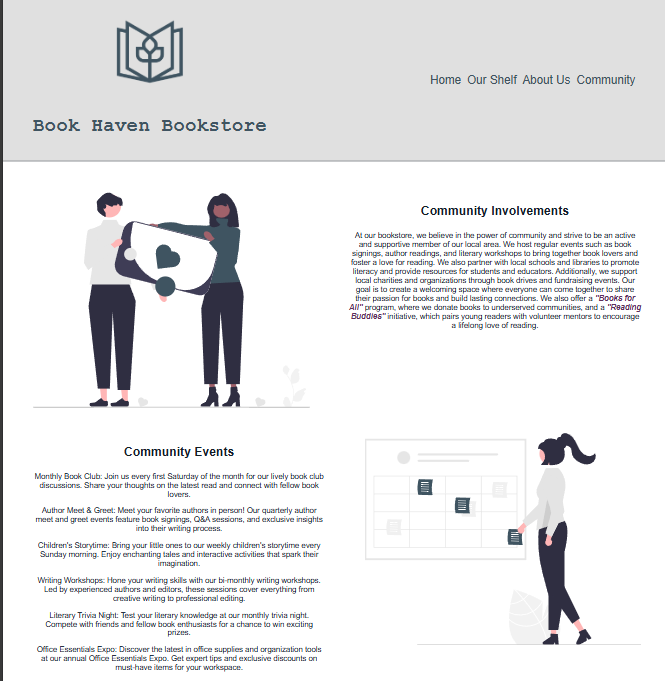 Home Our Shelf About Us Community
Book Haven Bookstore
Community Involvements
At our bookstore, we believe in the power of community and strive to be an active
and supportive member of our local area. We host regular events such as book
signings, author readings, and literary workshops to bring together book lovers and
foster a love for reading. We also partner with local schools and libraries to promote
literacy and provide resources for students and educators. Additionally, we support
local charities and organizations through book drives and fundraising events. Our
goal is to create a welcoming space where everyone can come together to share
their passion for books and build lasting connections. We also offer a "Books for
All" program, where we donate books to underserved communities, and a "Reading
Buddies" initiative, which pairs young readers with volunteer mentors to encourage
a lifelong love of reading.
Community Events
Monthly Book Club: Join us every first Saturday of the month for our lively book club
discussions. Share your thoughts on the latest read and connect with fellow book
lovers.
Author Meet & Greet: Meet your favorite authors in person! Our quarterly author
meet and greet events feature book signings, Q&A sessions, and exclusive insights
into their writing process.
Children's Storytime: Bring your little ones to our weekly children's storytime every
Sunday morning. Enjoy enchanting tales and interactive activities that spark their
imagination.
Writing Workshops: Hone your writing skills with our bi-monthly writing workshops.
Led by experienced authors and editors, these sessions cover everything from
creative writing to professional editing.
Literary Trivia Night: Test your literary knowledge at our monthly trivia night.
Compete with friends and fellow book enthusiasts for a chance to win exciting
prizes.
Office Essentials Expo: Discover the latest in office supplies and organization tools
at our annual Office Essentials Expo. Get expert tips and exclusive discounts on
must-have items for your workspace.